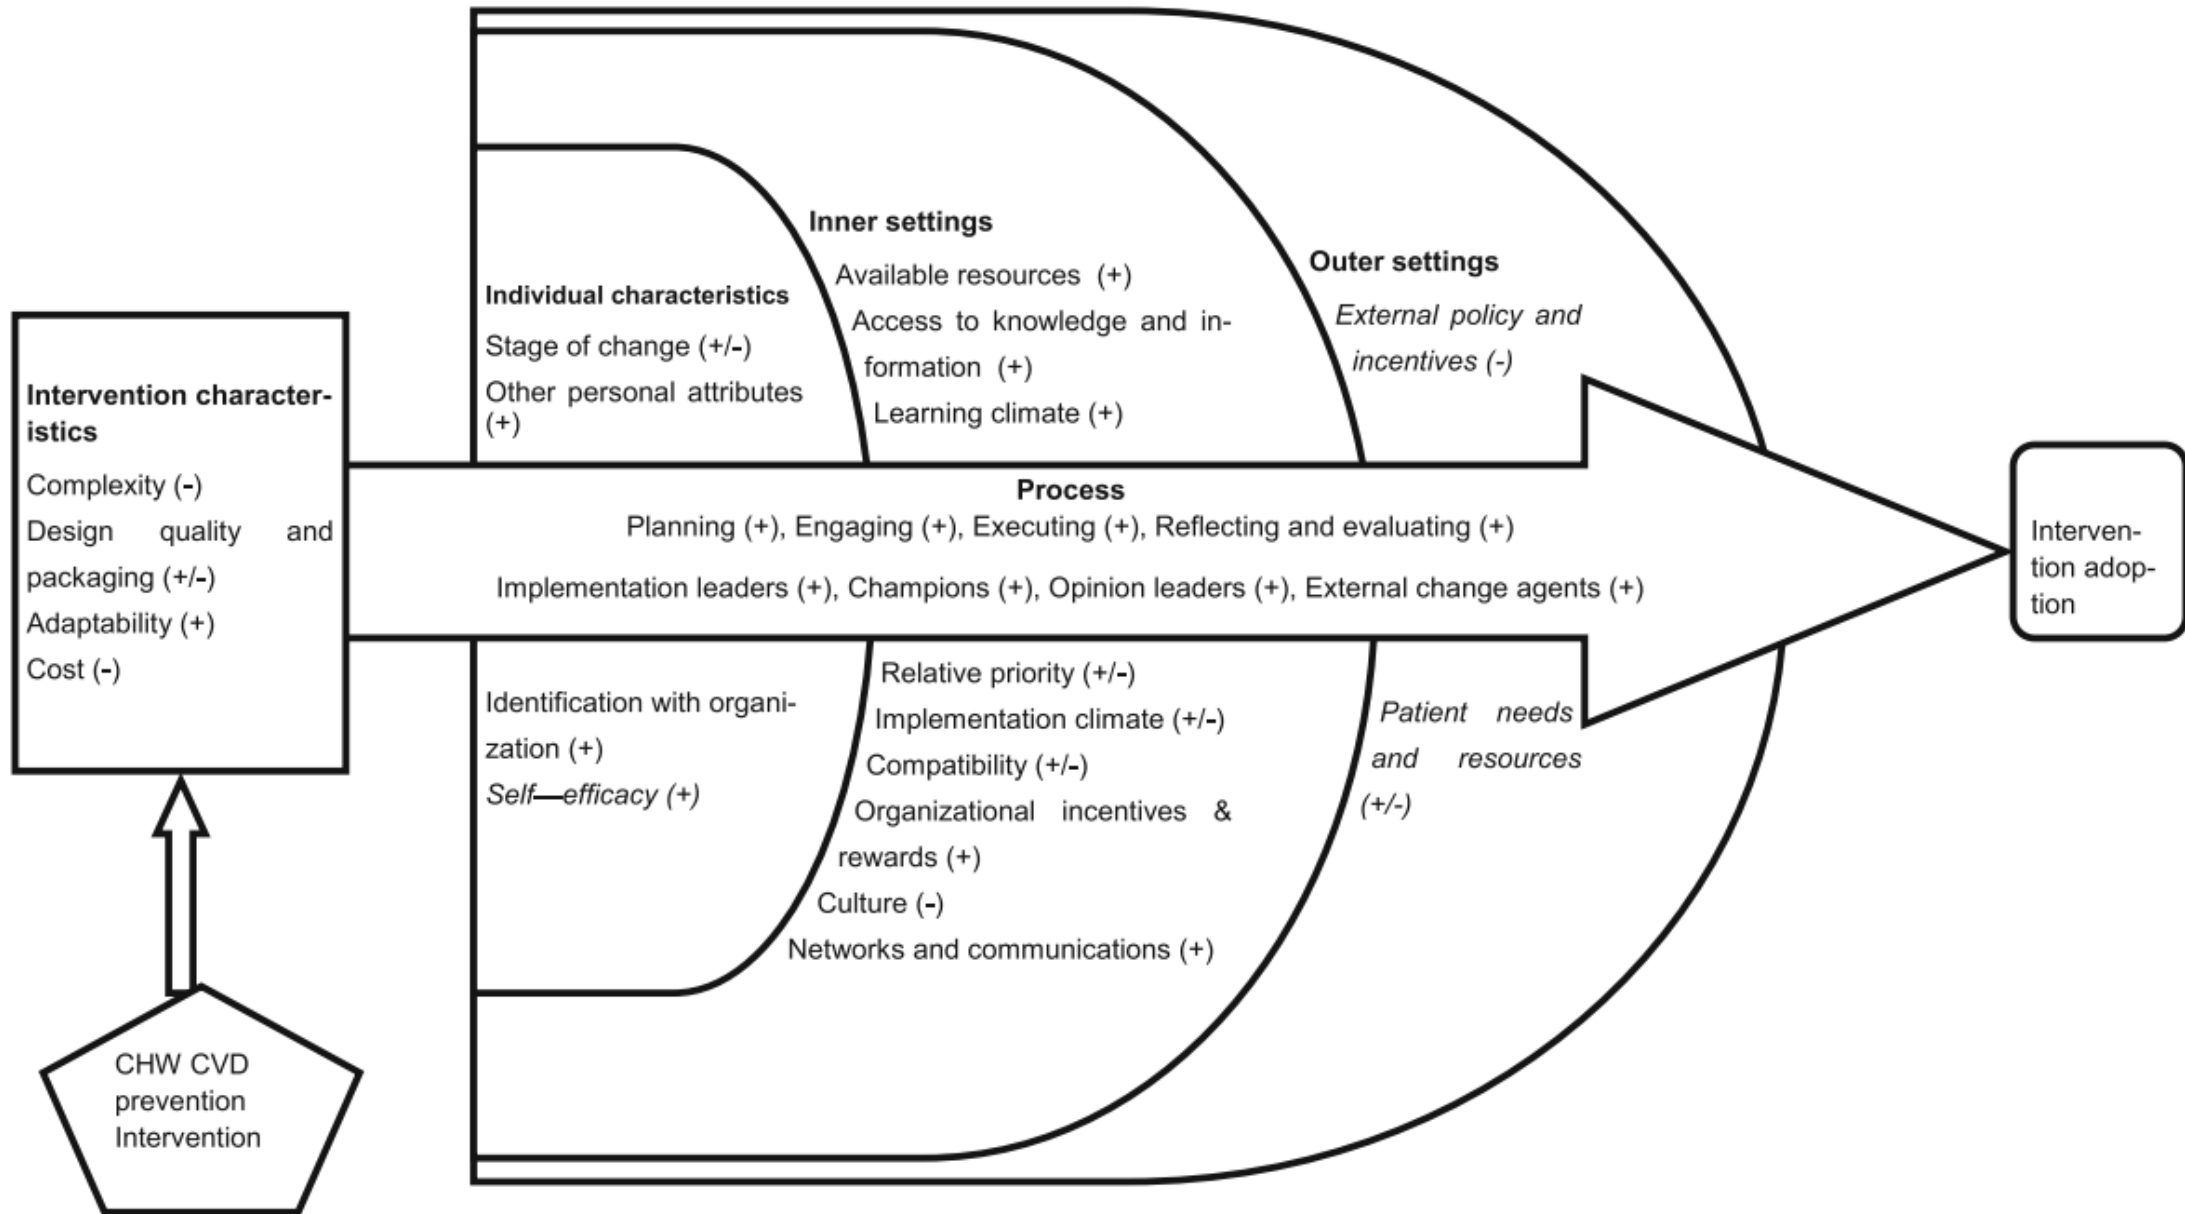 Intervention character-
istics
Complexity (-)
Design quality and
packaging (+/-)
Adaptability (+)
Cost (-)
CHW CVD
prevention
Intervention
Individual characteristics
Stage of change (+/-)
Other personal attributes
(+)
Inner settings
Available resources (+)
Access to knowledge and in-
formation (+)
Learning climate (+)
Outer settings
External policy and
incentives (-)
Process
Planning (+), Engaging (+), Executing (+), Reflecting and evaluating (+)
Implementation leaders (+), Champions (+), Opinion leaders (+), External change agents (+)
Identification with organi-
zation (+)
Self—efficacy (+)
Relative priority (+/-)
Implementation climate (+/-)
Compatibility (+/-)
Organizational incentives &
rewards (+)
Culture (-)
Networks and communications (+)
Patient needs
and resources
(+/-)
Interven-
tion adop-
tion